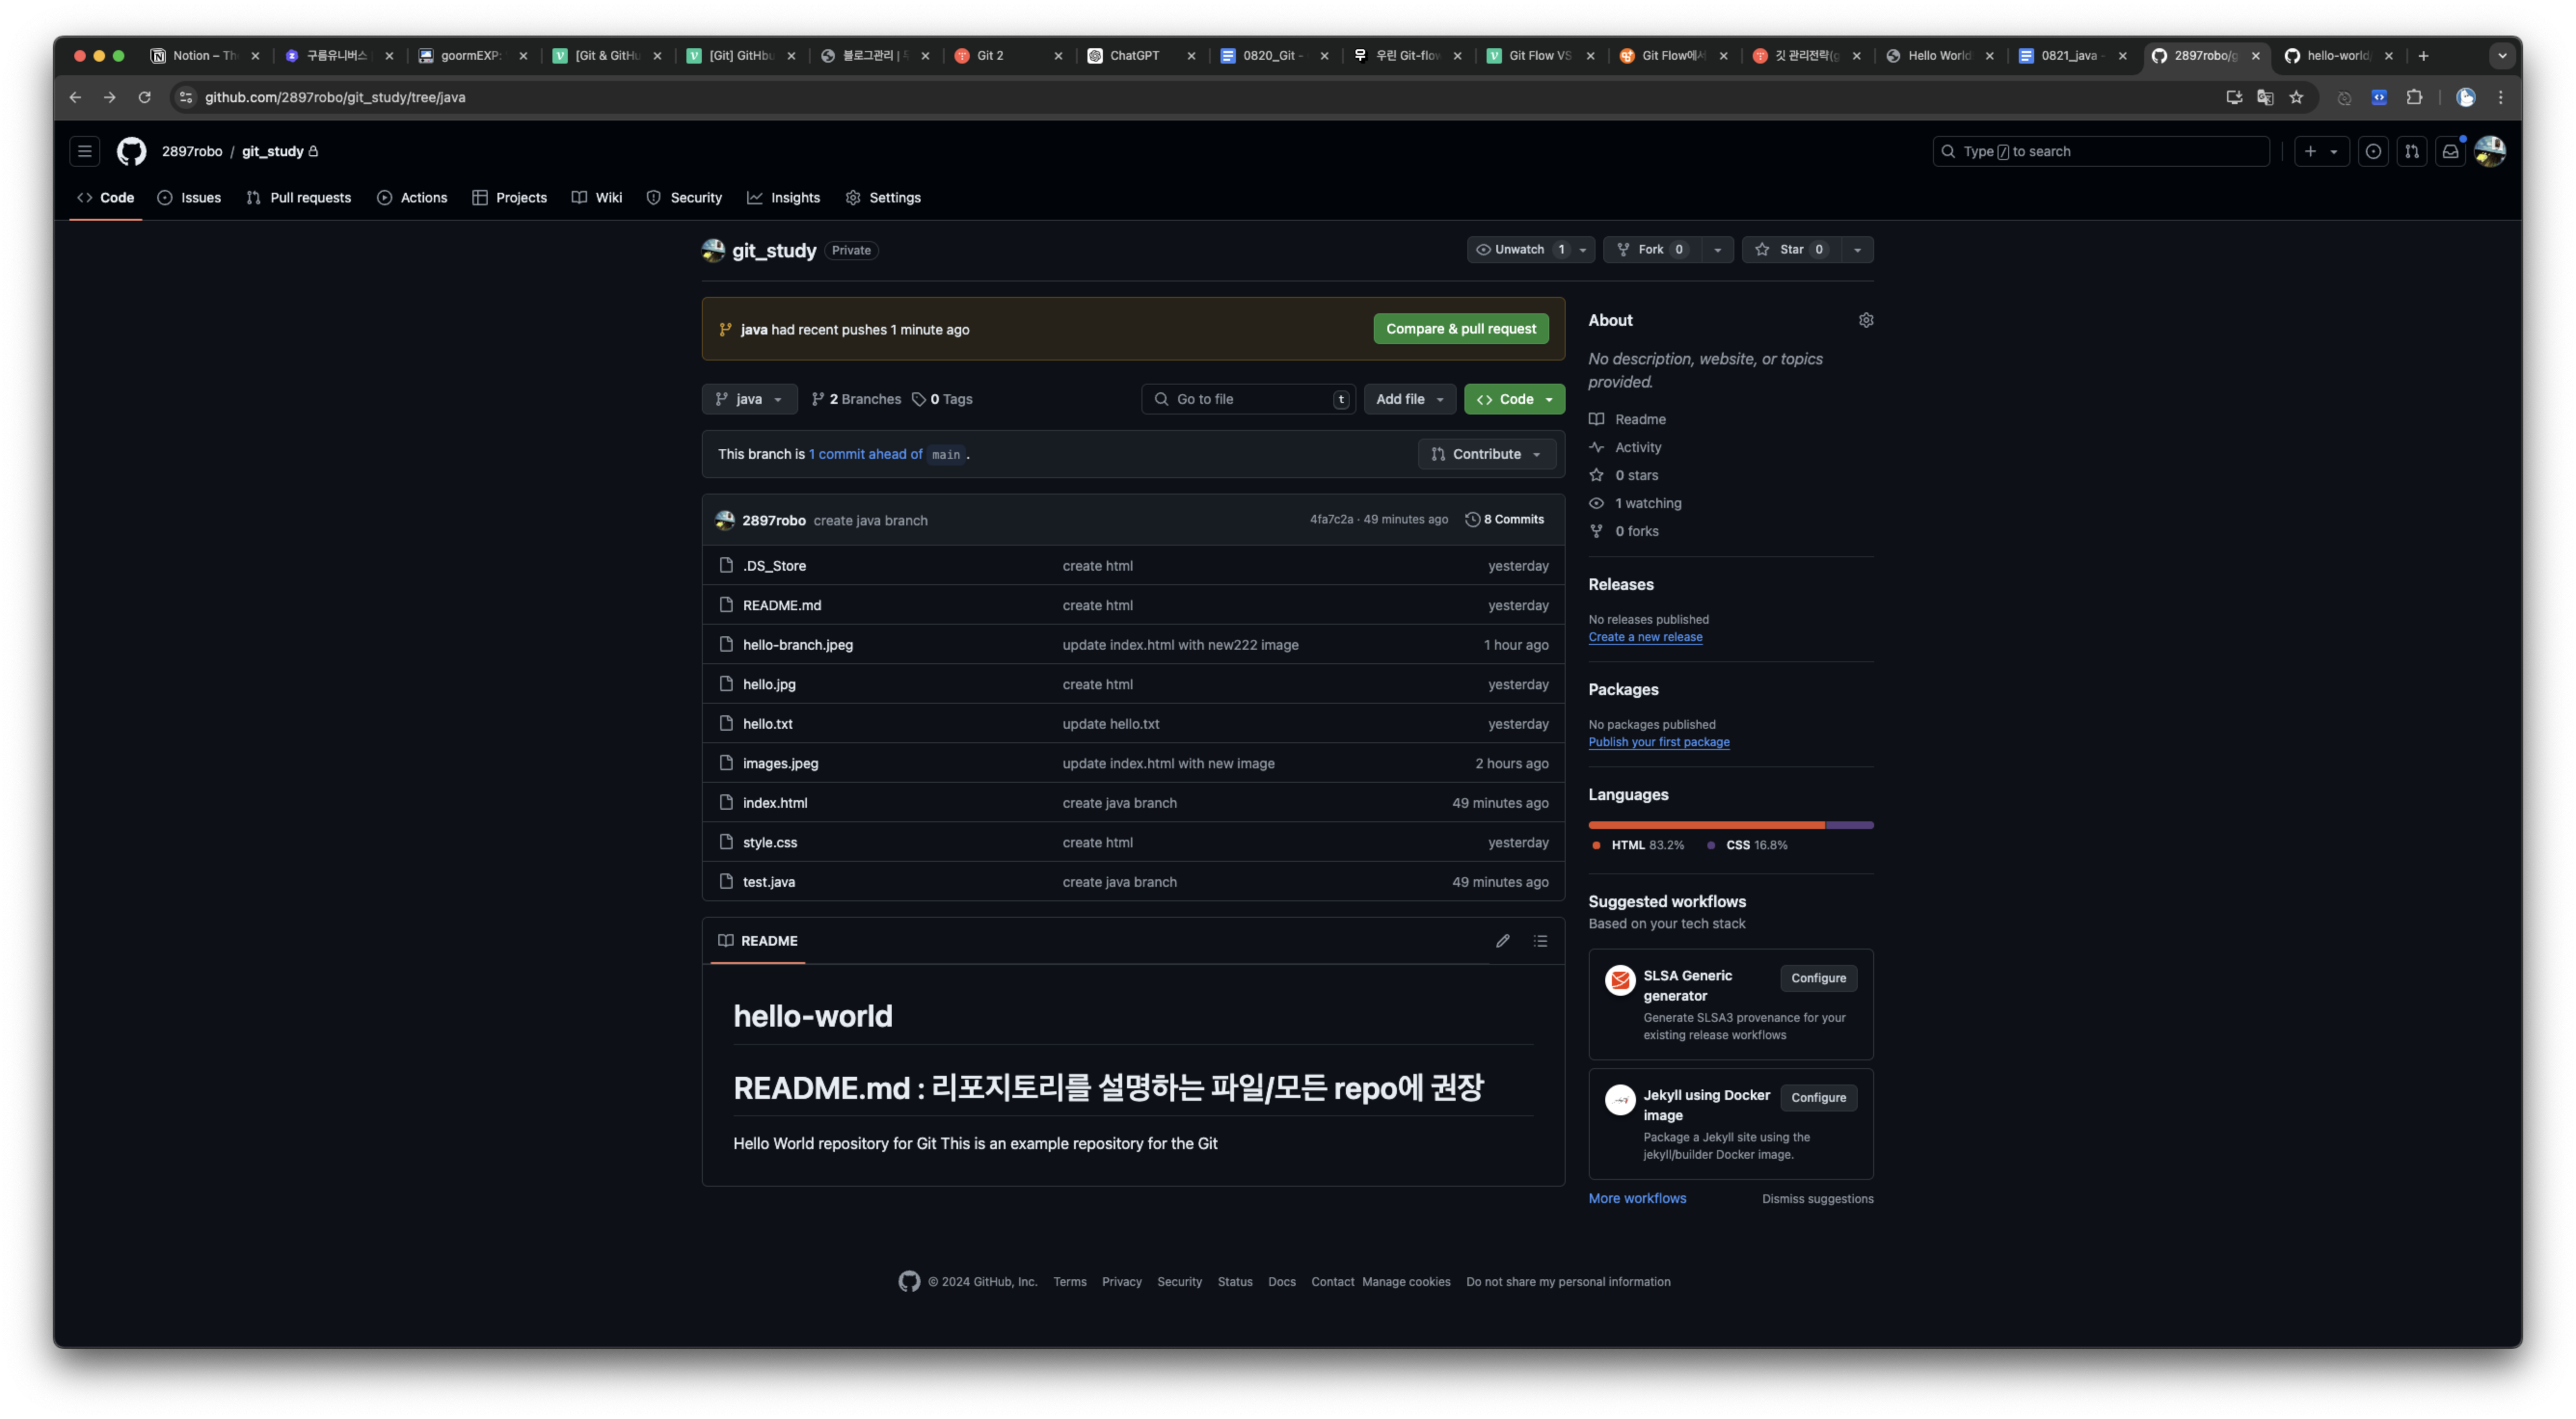 Notion – Th
구름유니버스
goormEXP:
[Git & GitHu
[Git] GitHbu
블로그관리 |
Git 2
ChatGPT
0820_Git -
우린 Git-flow
Git Flow VS
Git Flow에서
깃 관리전략(g
Hello World
0821_java -
2897robo/g
hello-world/
github.com/2897robo/git_study/tree/java
2897robo / git_study
Type / to search
Code
Issues
Pull requests
Actions
Projects
Wiki
Security
Insights
Settings
git_study Private
Unwatch 1
Fork 0
Star 0
java had recent pushes 1 minute ago
Compare & pull request
java
2 Branches
0 Tags
Go to file t
Add file
Code
This branch is 1 commit ahead of main .
Contribute
2897robo create java branch 4fa7c2a · 49 minutes ago 8 Commits
.DS_Store create html yesterday
README.md create html yesterday
hello-branch.jpeg update index.html with new222 image 1 hour ago
hello.jpg create html yesterday
hello.txt update hello.txt yesterday
images.jpeg update index.html with new image 2 hours ago
index.html create java branch 49 minutes ago
style.css create html yesterday
test.java create java branch 49 minutes ago
README
hello-world
README.md : 리포지토리를 설명하는 파일/모든 repo에 권장
Hello World repository for Git This is an example repository for the Git
About
No description, website, or topics
provided.
Readme
Activity
0 stars
1 watching
0 forks
Releases
No releases published
Create a new release
Packages
No packages published
Publish your first package
Languages
HTML 83.2% CSS 16.8%
Suggested workflows
Based on your tech stack
SLSA Generic
generator
Configure
Generate SLSA3 provenance for your
existing release workflows
Jekyll using Docker
image
Configure
Package a Jekyll site using the
jekyll/builder Docker image.
More workflows
Dismiss suggestions
© 2024 GitHub, Inc. Terms Privacy Security Status Docs Contact Manage cookies Do not share my personal information